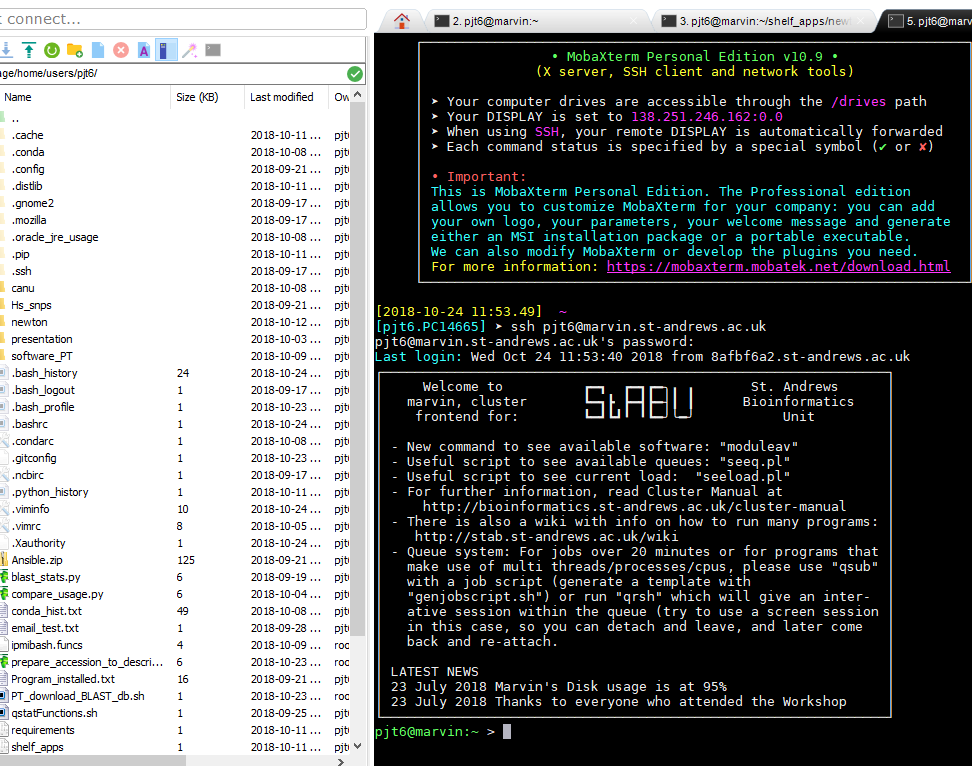 connect...
2. pjt6@marvin:~
3. pjt6@marvin:~/shelf_apps/new
5. pjt6@marv
ge/home/users/pjt6/
Name Size (KB) Last modified Ow
..
.cache 2018-10-11 ... pjt
.conda 2018-10-08 ... pjt
.config 2018-09-21 ... pjt
.distlib 2018-10-11 ... pjt
.gnome2 2018-09-17 ... pjt
.mozilla 2018-09-17 ... pjt
.oracle_jre_usage 2018-10-08 ... pjt
.pip 2018-10-11 ... pjt
.ssh 2018-09-17 ... pjt
canu 2018-10-08 ... pjt
Hs_snps 2018-09-21 ... pjt
newton 2018-10-12 ... pjt
presentation 2018-10-03 ... pjt
software_PT 2018-10-09 ... pjt
.bash_history 24 2018-10-24 ... pjt
.bash_logout 1 2018-09-17 ... pjt
.bash_profile 1 2018-10-23 ... pjt
.bashrc 1 2018-10-24 ... pjt
.condarc 1 2018-10-08 ... pjt
.gitconfig 1 2018-10-23 ... pjt
.ncbirc 1 2018-09-17 ... pjt
.python_history 1 2018-10-11 ... pjt
.viminfo 10 2018-10-24 ... pjt
.vimrc 8 2018-10-05 ... pjt
.Xauthority 1 2018-10-24 ... pjt
Ansible.zip 125 2018-09-21 ... pjt
blast_stats.py 6 2018-09-19 ... pjt
compare_usage.py 6 2018-10-04 ... pjt
conda_hist.txt 49 2018-10-08 ... pjt
email_test.txt 1 2018-09-28 ... pjt
ipmibash.funcs 4 2018-10-09 ... roo
prepare_accession_to_descri... 6 2018-10-23 ... roo
Program_installed.txt 16 2018-09-21 ... pjt
PT_download_BLAST_db.sh 1 2018-10-23 ... roo
qstatFunctions.sh 1 2018-09-25 ... pjt
requirements 1 2018-10-11 ... pjt
shelf_apps 1 2018-10-11 ... pjt
• MobaXterm Personal Edition v10.9 •
(X server, SSH client and network tools)
➤ Your computer drives are accessible through the /drives path
➤ Your DISPLAY is set to 138.251.246.162:0.0
➤ When using SSH, your remote DISPLAY is automatically forwarded
➤ Each command status is specified by a special symbol (✔ or ✘)
• Important:
This is MobaXterm Personal Edition. The Professional edition
allows you to customize MobaXterm for your company: you can add
your own logo, your parameters, your welcome message and generate
either an MSI installation package or a portable executable.
We can also modify MobaXterm or develop the plugins you need.
For more information: https://mobaxterm.mobatek.net/download.html
[2018-10-24 11:53.49] ~
[pjt6.PC14665] ➤ ssh pjt6@marvin.st-andrews.ac.uk
pjt6@marvin.st-andrews.ac.uk's password:
Last login: Wed Oct 24 11:53:40 2018 from 8afbf6a2.st-andrews.ac.uk
Welcome to StABU St. Andrews
marvin, cluster Bioinformatics
frontend for: Unit
- New command to see available software: "moduleav"
- Useful script to see available queues: "seeq.pl"
- Useful script to see current load: "seeload.pl"
- For further information, read Cluster Manual at
http://bioinformatics.st-andrews.ac.uk/cluster-manual
- There is also a wiki with info on how to run many programs:
http://stab.st-andrews.ac.uk/wiki
- Queue system: For jobs over 20 minutes or for programs that
make use of multi threads/processes/cpus, please use "qsub"
with a job script (generate a template with
"genjobscript.sh") or run "qrsh" which will give an inter-
ative session within the queue (try to use a screen session
in this case, so you can detach and leave, and later come
back and re-attach.
LATEST NEWS
23 July 2018 Marvin's Disk usage is at 95%
23 July 2018 Thanks to everyone who attended the Workshop
pjt6@marvin:~ >